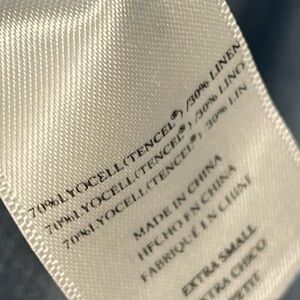 70%LYOCELL(TENCEL®) /30% LINEN
70%LYOCELL(TENCEL®) /30% LINO
70%LYOCELL(TENCEL®) /30% LIN
MADE IN CHINA
HECHO EN CHINA
FABRIQUÉ EN CHINE
EXTRA SMALL
CHICO